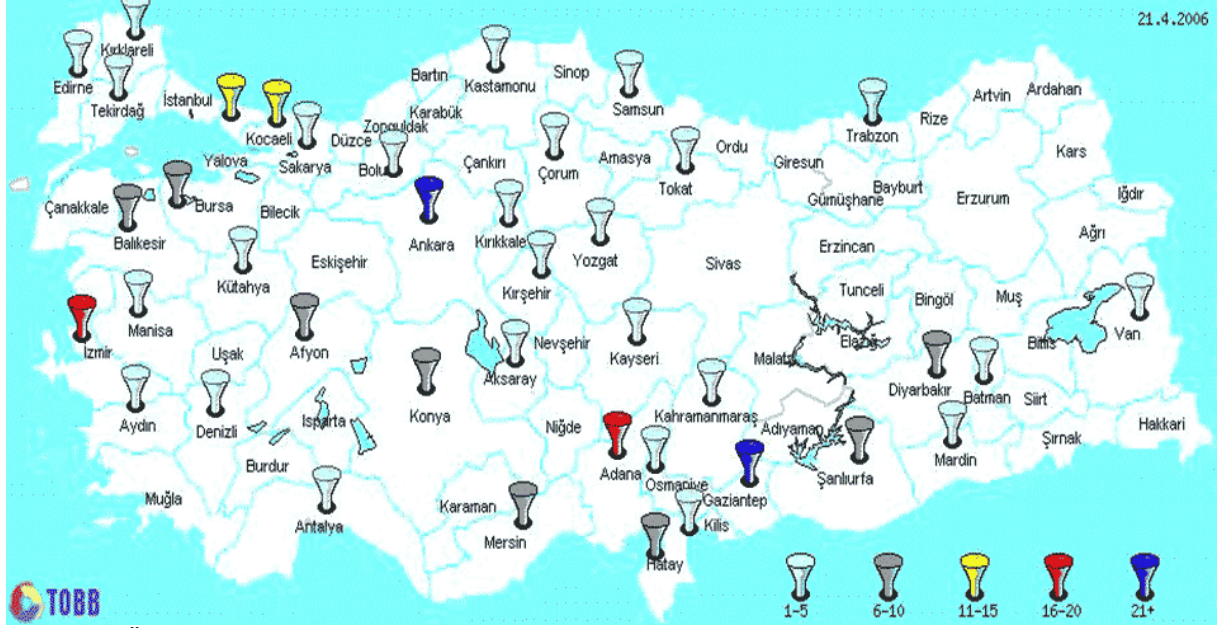 21.4.2006
Kırklareli
Edirne
Tekirdağ
İstanbul
Kocaeli
Sakarya
Yalova
Düzce
Zonguldak
Bartın
Karabük
Kastamonu
Sinop
Samsun
Bolu
Çankırı
Çorum
Amasya
Tokat
Ordu
Giresun
Trabzon
Rize
Artvin
Ardahan
Kars
Gümüşhane
Bayburt
Erzurum
Iğdır
Ağrı
Çanakkale
Balıkesir
Bursa
Bilecik
Kütahya
Eskişehir
Ankara
Kırıkkale
Kırşehir
Yozgat
Sivas
Erzincan
Tunceli
Bingöl
Muş
Bitlis
Van
İzmir
Manisa
Uşak
Afyon
Konya
Aksaray
Nevşehir
Kayseri
Malatya
Elazığ
Diyarbakır
Batman
Siirt
Hakkari
Şırnak
Mardin
Aydın
Denizli
Isparta
Burdur
Muğla
Antalya
Karaman
Mersin
Niğde
Adana
Osmaniye
Kahramanmaraş
Adıyaman
Gaziantep
Şanlıurfa
Kilis
Hatay
TOBB
1-5
6-10
11-15
16-20
21+